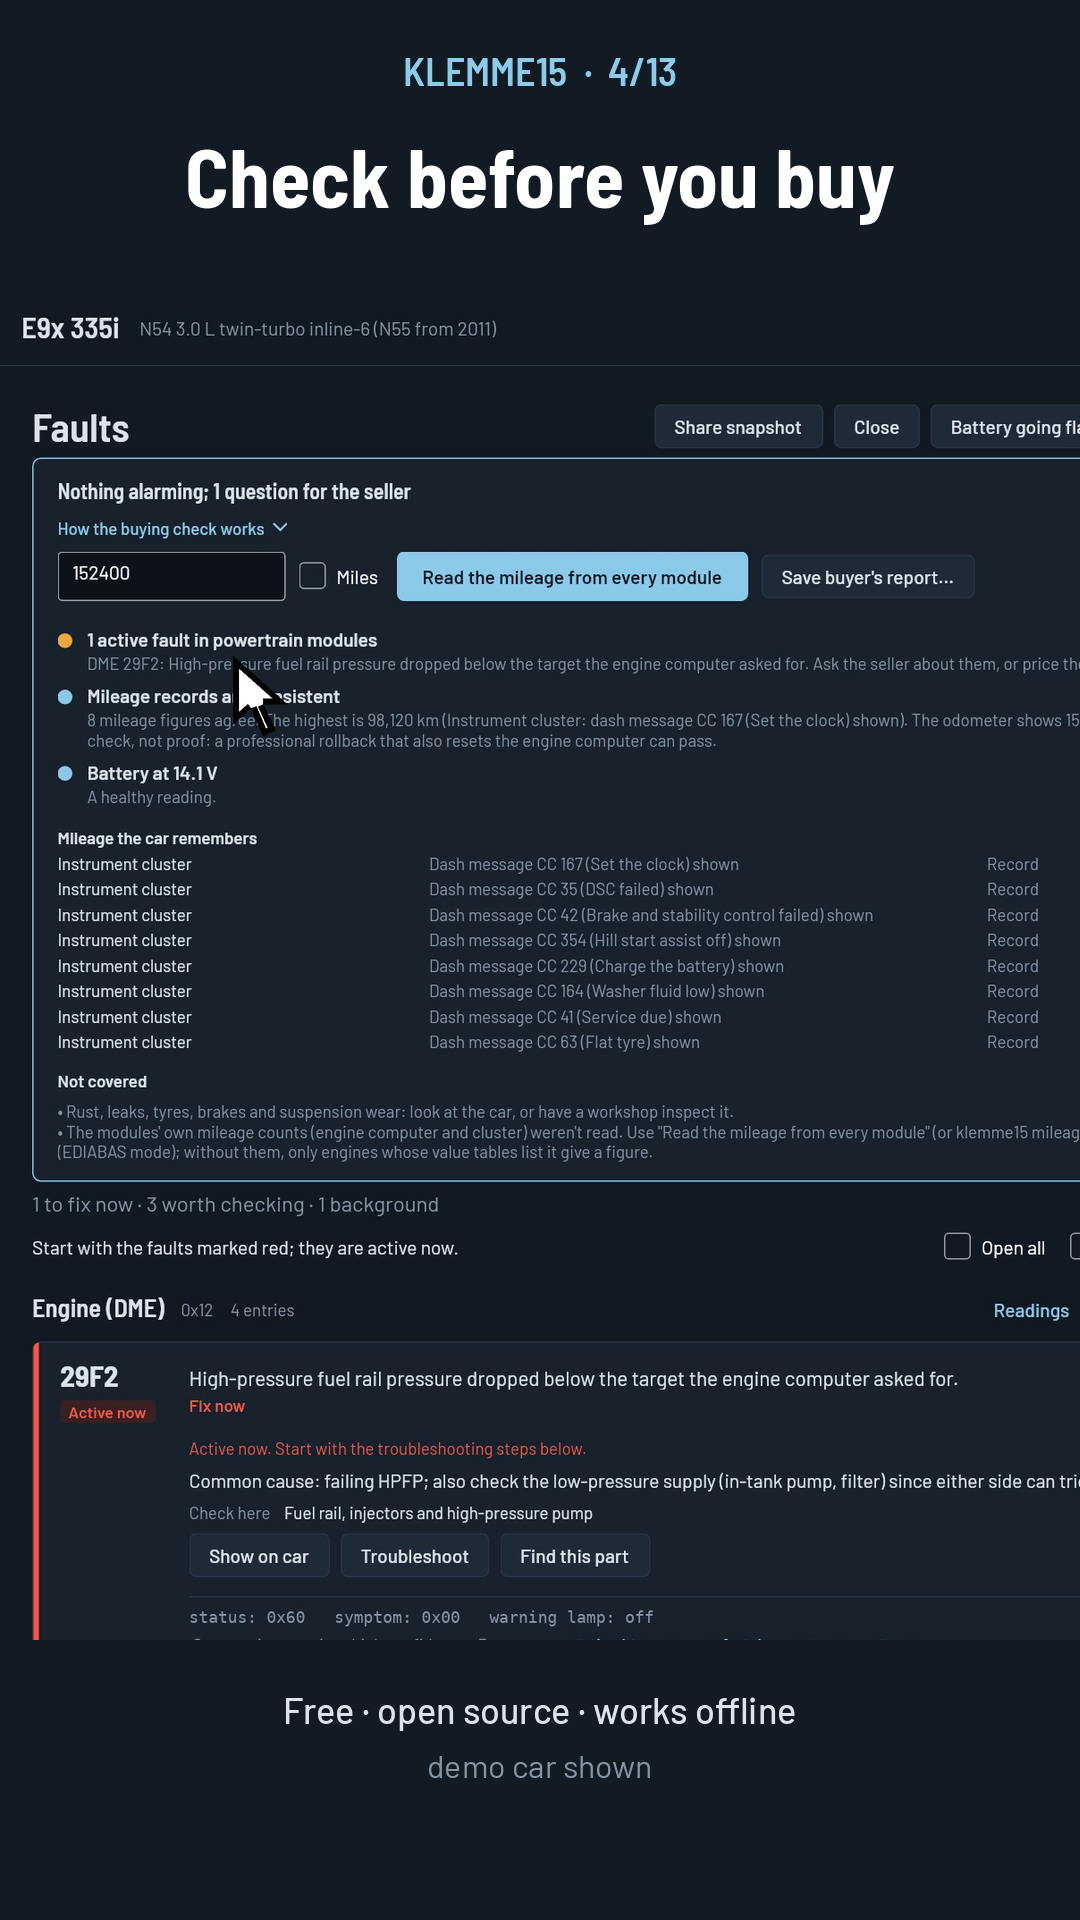 KLEMME15 · 4/13
Check before you buy
E9x 335i N54 3.0 L twin-turbo inline-6 (N55 from 2011)
Faults Share snapshot Close Battery going
Nothing alarming; 1 question for the seller
How the buying check works
152400 Miles Read the mileage from every module Save buyer's report...
1 active fault in powertrain modules
DME 29F2: High-pressure fuel rail pressure dropped below the target the engine computer asked for. Ask the seller about them, or price
Mileage records
8 mileage figures The highest is 98,120 km (Instrument cluster: dash message CC 167 (Set the clock) shown). The odometer shows
check, not proof: a professional rollback that also resets the engine computer can pass.
Battery at 14.1 V
A healthy reading.
Mileage the car remembers
Instrument cluster Dash message CC 167 (Set the clock) shown Record
Instrument cluster Dash message CC 35 (DSC failed) shown Record
Instrument cluster Dash message CC 42 (Brake and stability control failed) shown Record
Instrument cluster Dash message CC 354 (Hill start assist off) shown Record
Instrument cluster Dash message CC 229 (Charge the battery) shown Record
Instrument cluster Dash message CC 164 (Washer fluid low) shown Record
Instrument cluster Dash message CC 41 (Service due) shown Record
Instrument cluster Dash message CC 63 (Flat tyre) shown Record
Not covered
• Rust, leaks, tyres, brakes and suspension wear: look at the car, or have a workshop inspect it.
• The modules' own mileage counts (engine computer and cluster) weren't read. Use "Read the mileage from every module" (or klemme15
(EDIABAS mode); without them, only engines whose value tables list it give a figure.
1 to fix now · 3 worth checking · 1 background
Start with the faults marked red; they are active now. Open all
Engine (DME) 0x12 4 entries Readings
29F2 High-pressure fuel rail pressure dropped below the target the engine computer asked for.
Active now Fix now
Active now. Start with the troubleshooting steps below.
Common cause: failing HPFP; also check the low-pressure supply (in-tank pump, filter) since either side can
Check here Fuel rail, injectors and high-pressure pump
Show on car Troubleshoot Find this part
status: 0x60 symptom: 0x00 warning lamp: off
Free · open source · works offline
demo car shown